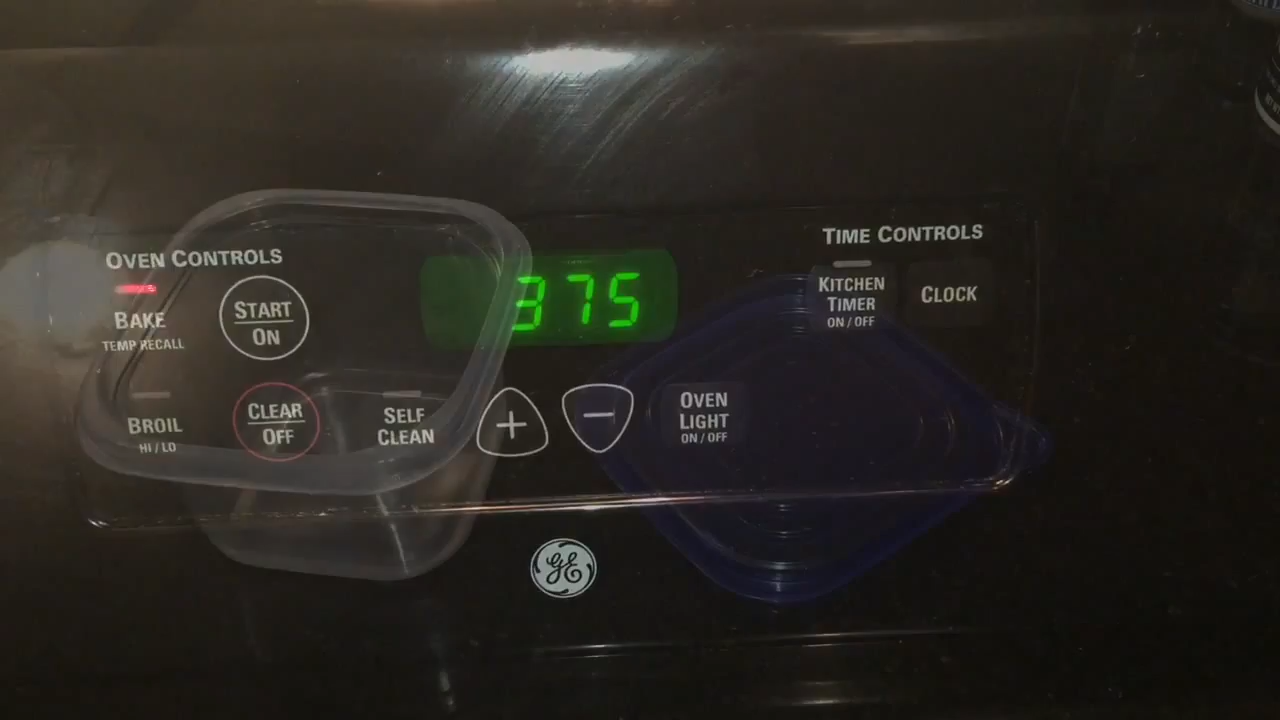 OVEN CONTROLS
BAKE
TEMP RECALL
START
ON
BROIL
HI / LO
CLEAR
OFF
SELF
CLEAN
375
+
−
OVEN
LIGHT
ON / OFF
TIME CONTROLS
KITCHEN
TIMER
ON / OFF
CLOCK
GE